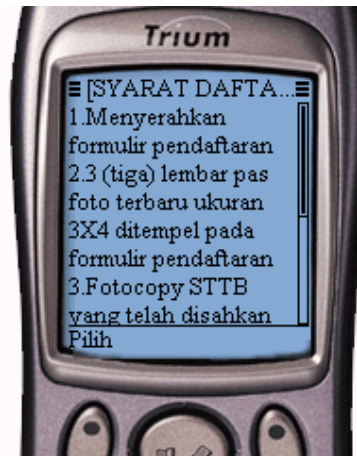 Trium
[SYARAT DAFTA...
1.Menyerahkan
formulir pendaftaran
2.3 (tiga) lembar pas
foto terbaru ukuran
3X4 ditempel pada
formulir pendaftaran
3.Fotocopy STTB
yang telah disahkan
Pilih